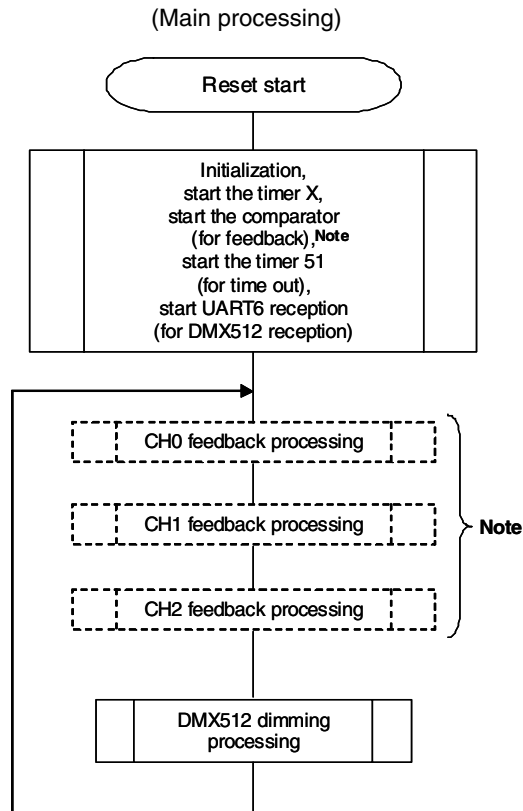 (Main processing)
Reset start
Initialization,
start the timer X,
start the comparator
(for feedback),Note
start the timer 51
(for time out),
start UART6 reception
(for DMX512 reception)
CH0 feedback processing
CH1 feedback processing
Note
CH2 feedback processing
DMX512 dimming
processing